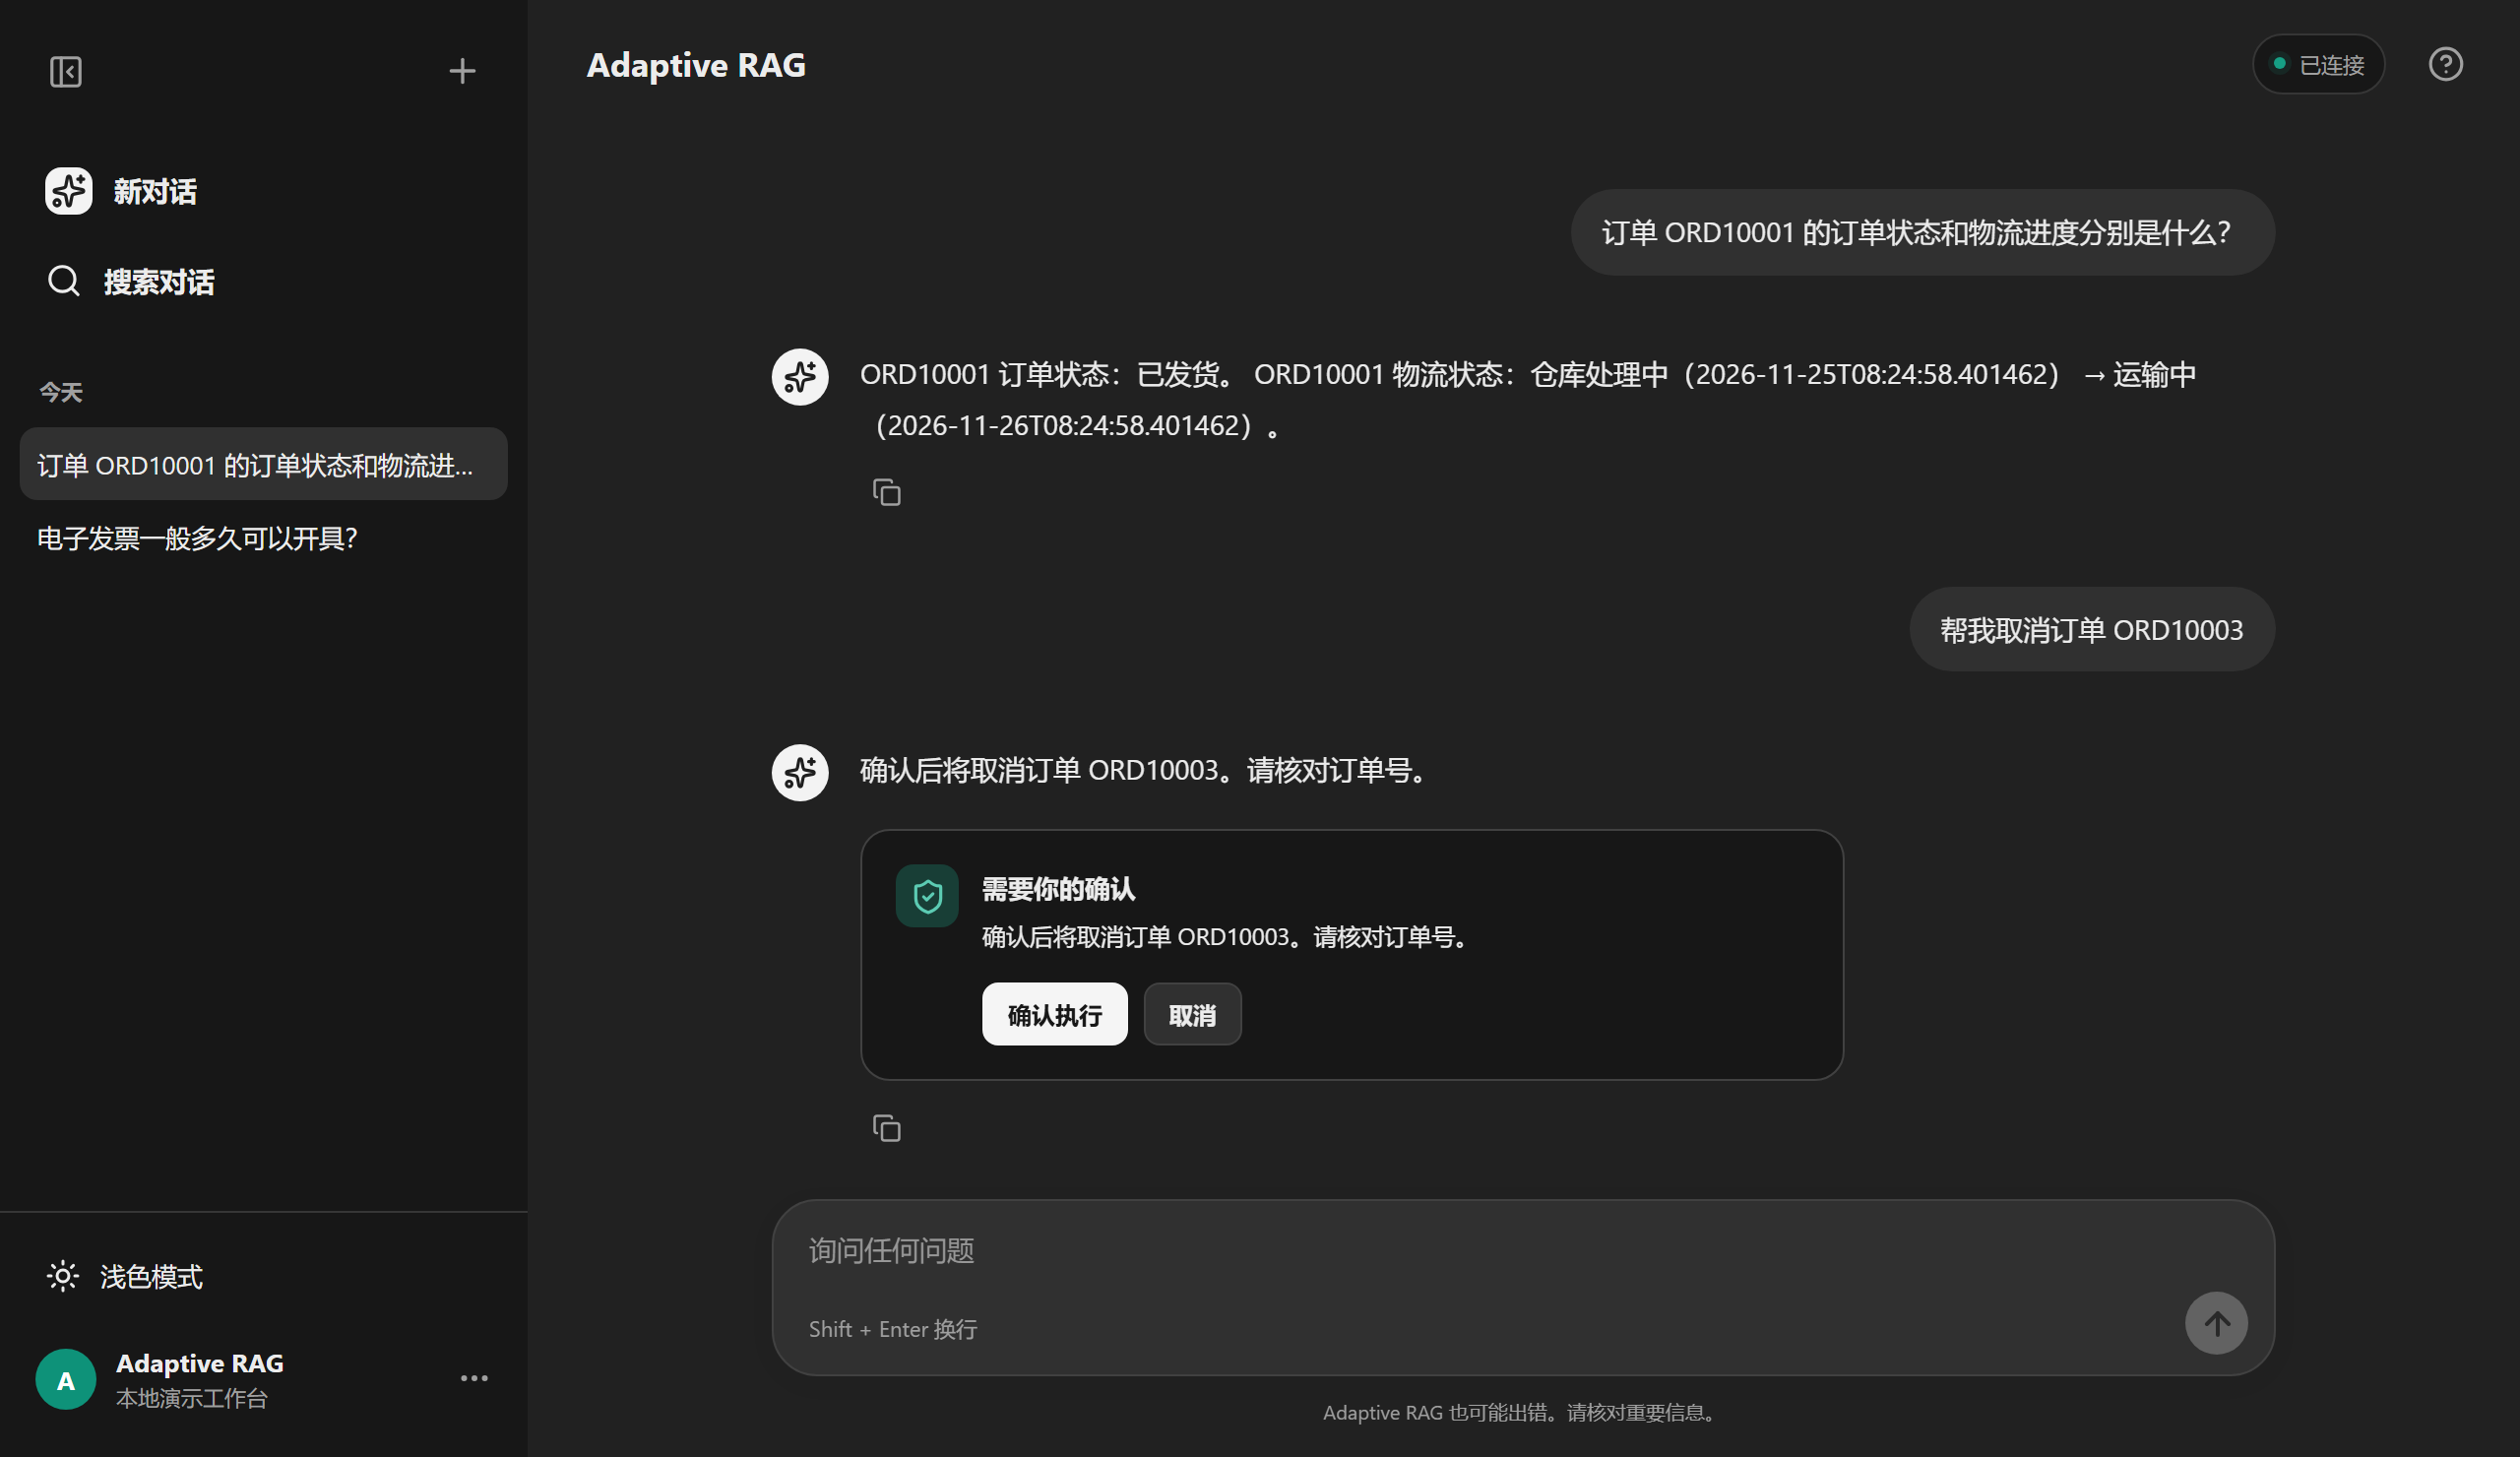 新对话
搜索对话
今天
订单 ORD10001 的订单状态和物流进...
电子发票一般多久可以开具?
浅色模式
A
Adaptive RAG
本地演示工作台
Adaptive RAG
已连接
订单 ORD10001 的订单状态和物流进度分别是什么?
ORD10001 订单状态：已发货。 ORD10001 物流状态：仓库处理中（2026-11-25T08:24:58.401462） → 运输中
（2026-11-26T08:24:58.401462）。
帮我取消订单 ORD10003
确认后将取消订单 ORD10003。请核对订单号。
需要你的确认
确认后将取消订单 ORD10003。请核对订单号。
确认执行
取消
询问任何问题
Shift + Enter 换行
Adaptive RAG 也可能出错。请核对重要信息。